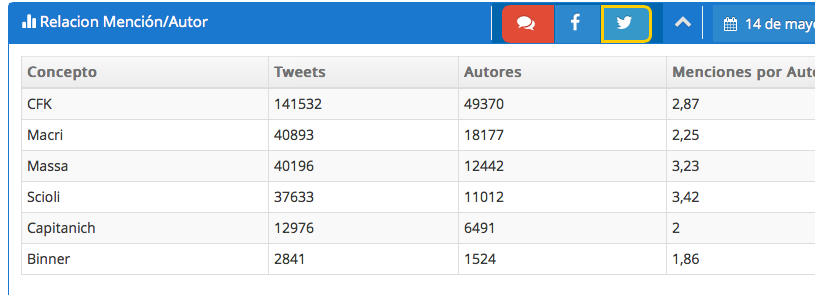 Relacion Mención/Autor 14 de mayo
Concepto Tweets Autores Menciones por Auto
CFK 141532 49370 2,87
Macri 40893 18177 2,25
Massa 40196 12442 3,23
Scioli 37633 11012 3,42
Capitanich 12976 6491 2
Binner 2841 1524 1,86